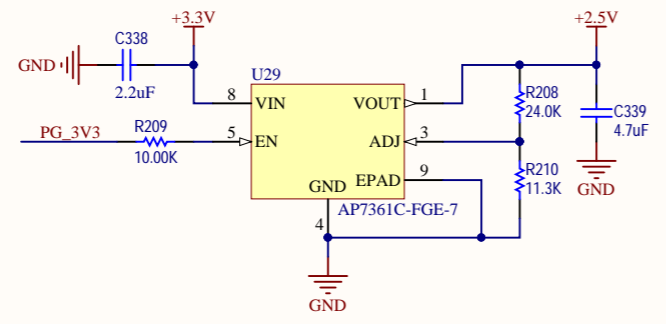 +3.3V
+2.5V
C338
GND
2.2uF
U29
8
VIN
VOUT
1
R208
24.0K
C339
4.7uF
PG_3V3
R209
10.00K
5
EN
ADJ
3
EPAD
9
R210
11.3K
GND
GND
4
AP7361C-FGE-7
GND